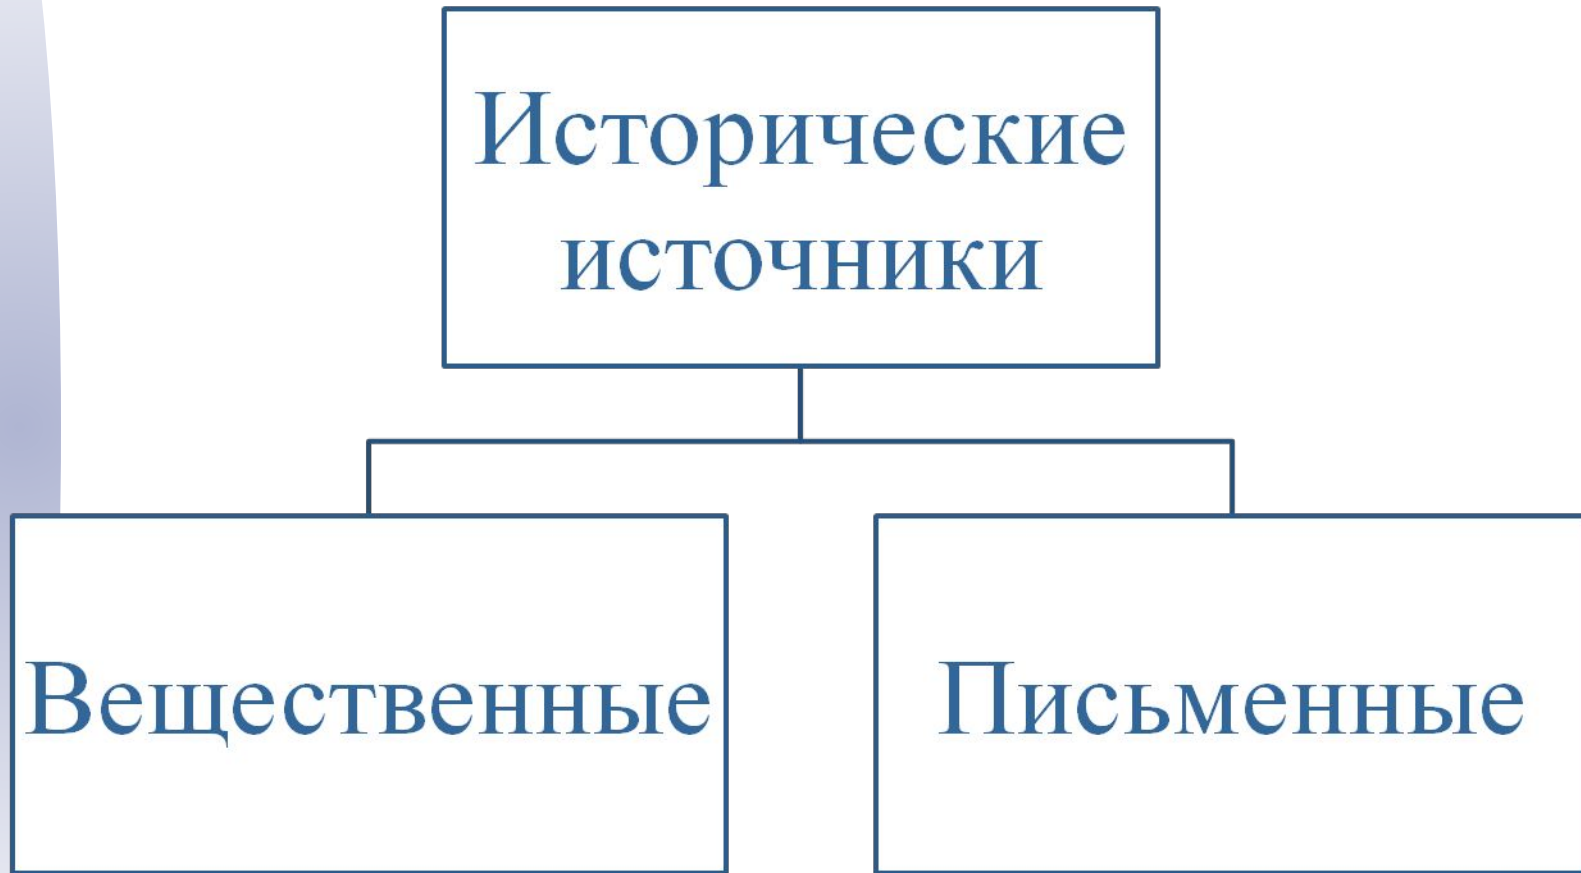 Исторические
источники
Вещественные
Письменные